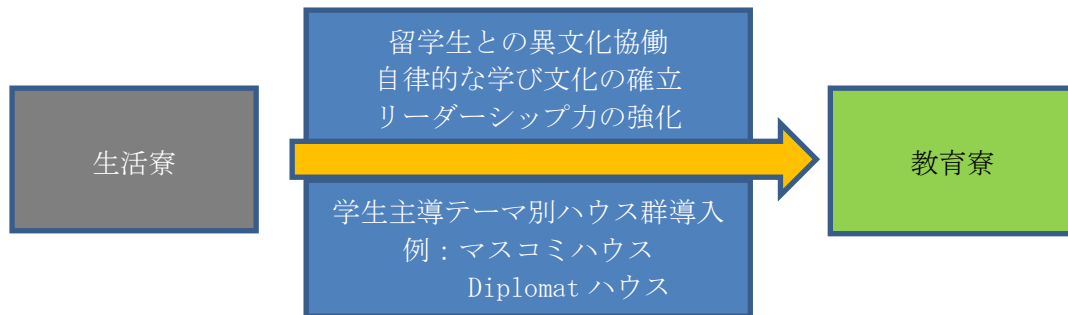 生活寮
留学生との異文化協働
自律的な学び文化の確立
リーダーシップ力の強化
学生主導テーマ別ハウス群導入
例：マスコミハウス
Diplomat ハウス
教育寮